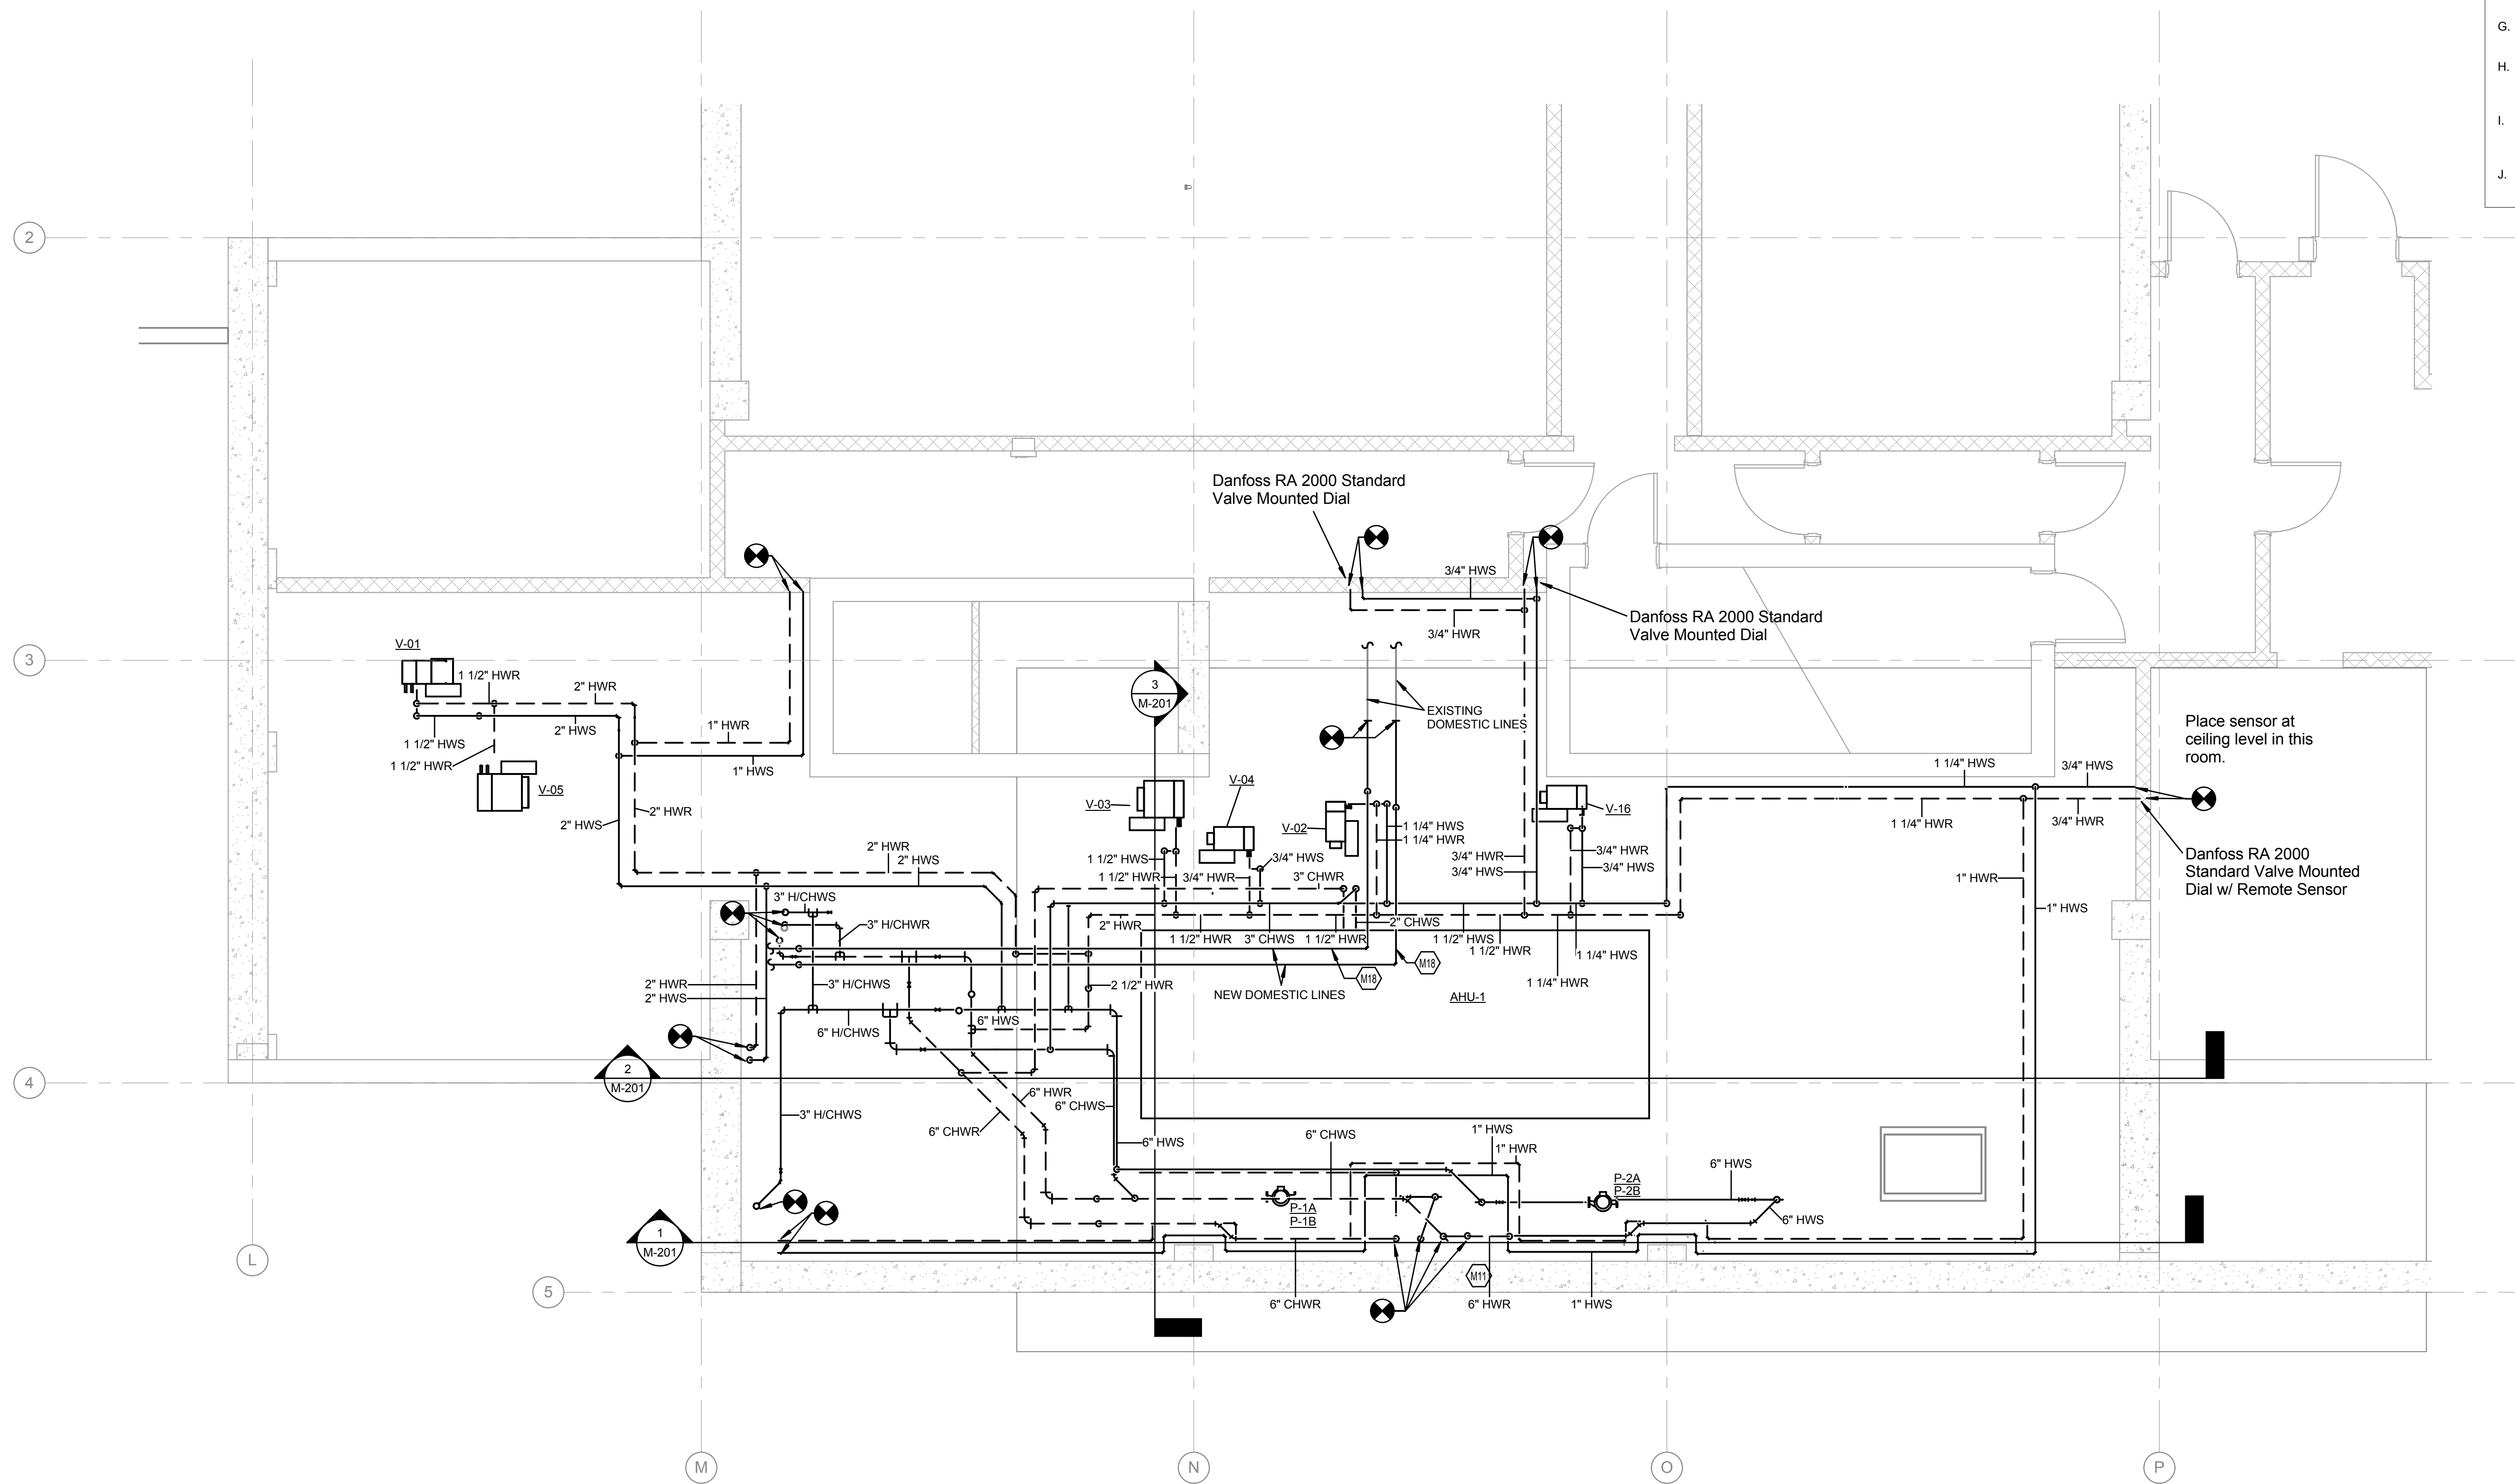 G.
H.
I.
J.
2
Danfoss RA 2000 Standard
Valve Mounted Dial
3/4" HWS
Danfoss RA 2000 Standard
Valve Mounted Dial
3/4" HWR
3
V-01
1 1/2" HWR
2" HWR
3
M-201
EXISTING
DOMESTIC LINES
Place sensor at
ceiling level in this
room.
1" HWR
2" HWS
1 1/2" HWS
1 1/2" HWR
1" HWS
V-05
1 1/4" HWS
3/4" HWS
V-04
V-03
V-16
2" HWR
2" HWS
V-02
1 1/4" HWS
1 1/4" HWR
1 1/4" HWR
3/4" HWR
2" HWR
2" HWS
1 1/2" HWS
3/4" HWS
3/4" HWR
3/4" HWS
3/4" HWR
3/4" HWS
Danfoss RA 2000
Standard Valve Mounted
Dial w/ Remote Sensor
1 1/2" HWR
3/4" HWR
3" CHWR
1" HWR
3" H/CHWS
1" HWS
3" H/CHWR
2" HWR
2" CHWS
1 1/2" HWR
3" CHWS
1 1/2" HWR
1 1/2" HWS
1 1/2" HWR
1 1/4" HWS
M18
M18
2" HWR
2" HWS
3" H/CHWS
2 1/2" HWR
NEW DOMESTIC LINES
1 1/4" HWR
AHU-1
6" HWS
6" H/CHWS
4
2
M-201
6" HWR
6" CHWS
3" H/CHWS
6" CHWR
6" HWS
6" CHWS
1" HWS
1" HWR
6" HWS
P-2A
P-2B
P-1A
P-1B
6" HWS
1
M-201
L
M11
5
6" CHWR
6" HWR
1" HWS
M
N
O
P